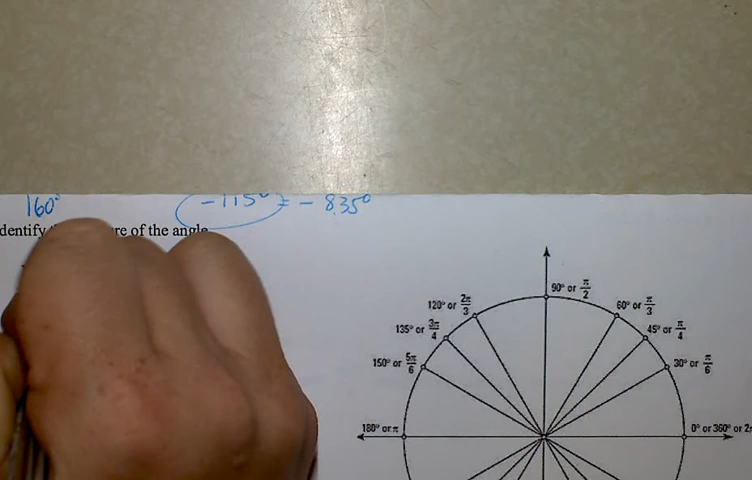 160° -115° = -835°
dentify re of the angle
90° or π/2
120° or 2π/3 60° or π/3
135° or 3π/4 45° or π/4
150° or 5π/6 30° or π/6
180° or π 0° or 360° or 2